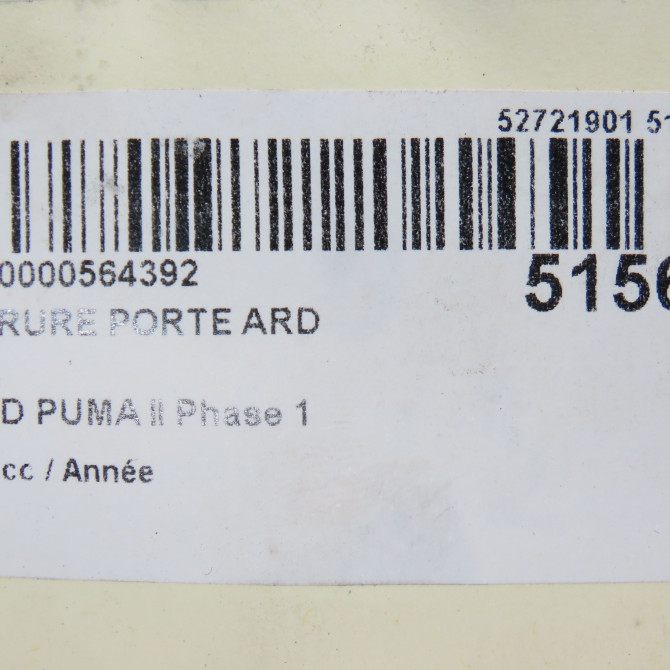 52721901 51
0000564392
5156
RURE PORTE ARD
D PUMA II Phase 1
cc / Année